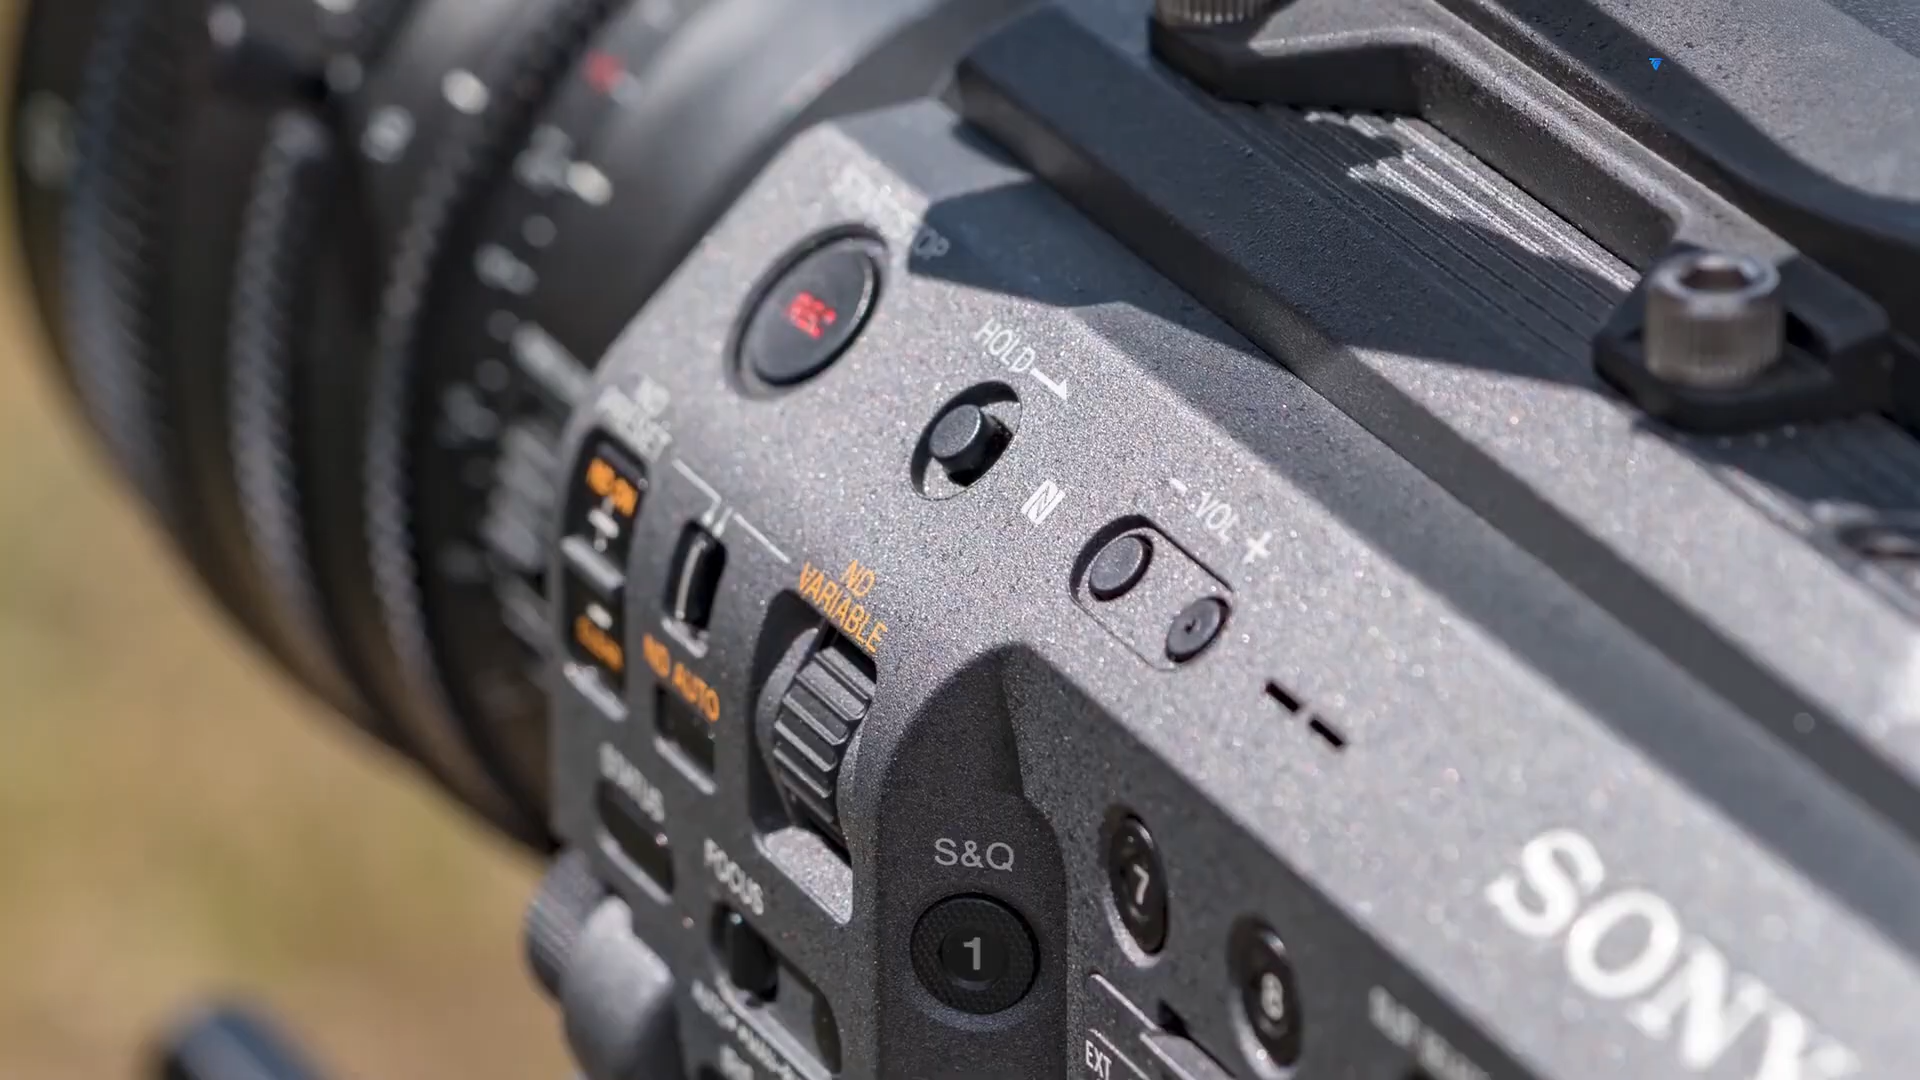 REC
HOLD
- VOL +
ND
PRESET
ND
VARIABLE
ND AUTO
STATUS
FOCUS
S&Q
1
7
8
EXT
SONY